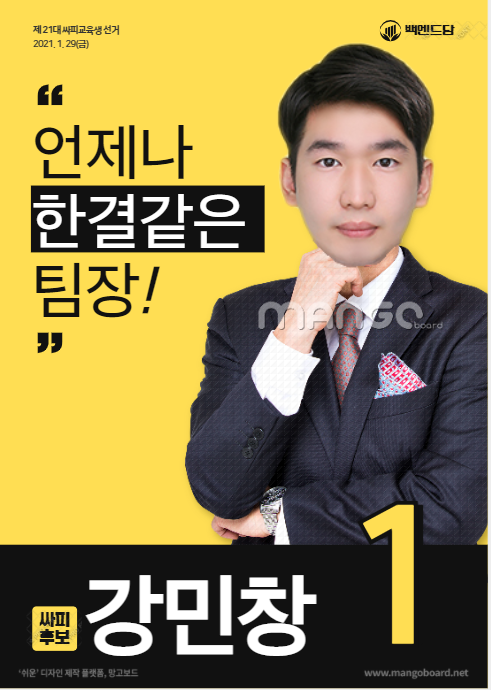 제 21대 싸피교육생 선거
2021. 1. 29(금)
백엔드당
“
언제나
한결같은
팀장!
”
MANGO board
1
싸피
후보
강민창
‘쉬운’ 디자인 제작 플랫폼, 망고보드
www.mangoboard.net